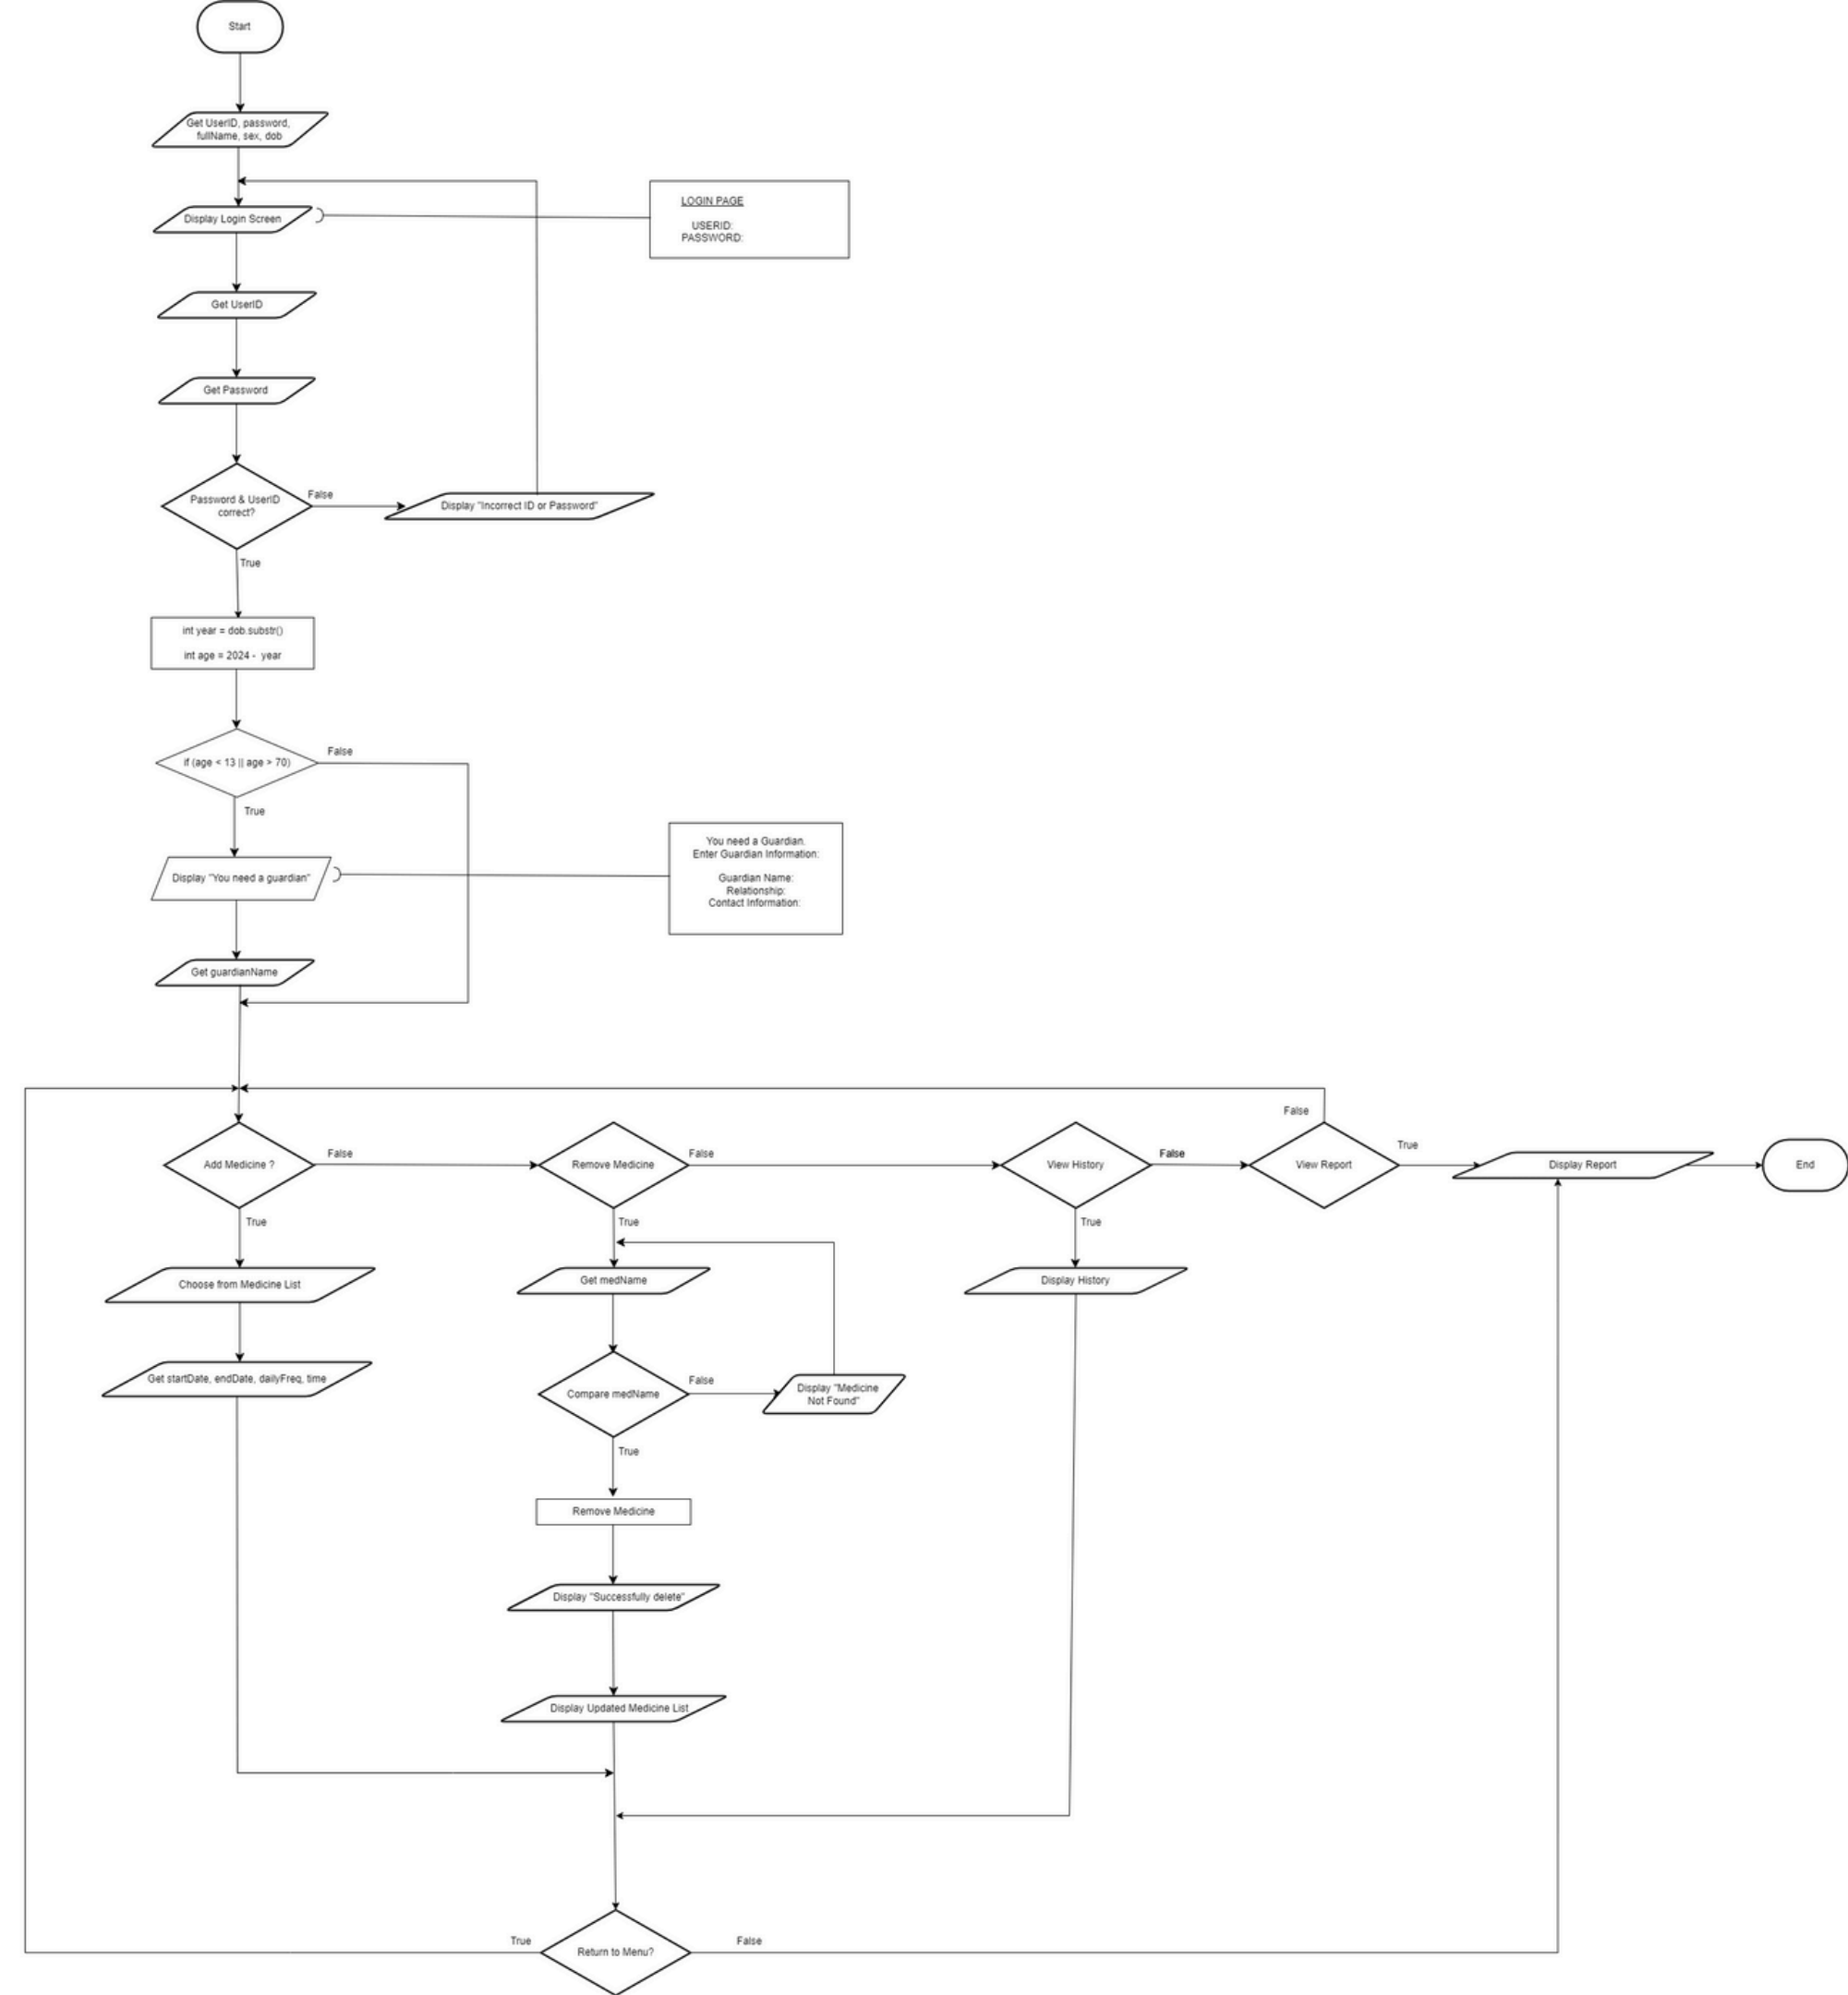 Start
Get UserID, password,
fullName, sex, dob
Display Login Screen
LOGIN PAGE
USERID:
PASSWORD:
Get UserID
Get Password
Password & UserID
correct?
False
Display "Incorrect ID or Password"
True
int year = dob.substr()
int age = 2024 -  year
if (age < 13 || age > 70)
False
True
Display "You need a guardian"
You need a Guardian.
Enter Guardian Information:
Guardian Name:
Relationship:
Contact Information:
Get guardianName
Add Medicine ?
False
Remove Medicine
False
View History
False
View Report
False
True
Display Report
End
True
Choose from Medicine List
Get startDate, endDate, dailyFreq, time
True
Get medName
Compare medName
False
Display "Medicine
Not Found"
True
Remove Medicine
Display "Successfully delete"
Display Updated Medicine List
True
Display History
Return to Menu?
True
False